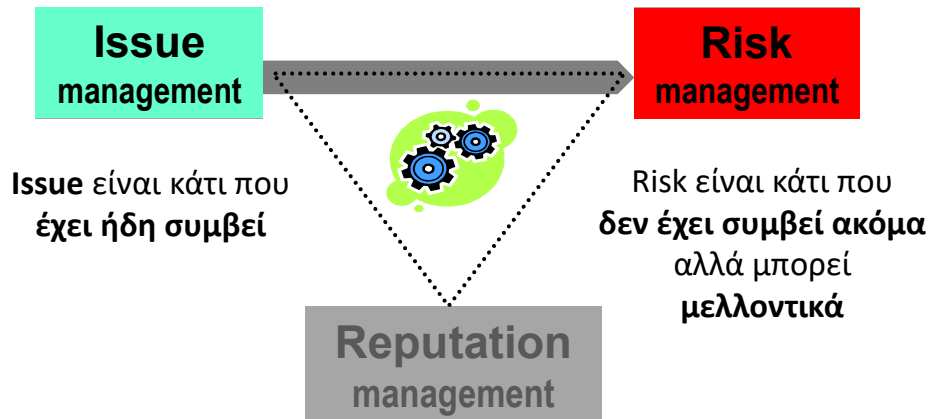 Issue
management
Risk
management
Issue είναι κάτι που
έχει ήδη συμβεί
Risk είναι κάτι που
δεν έχει συμβεί ακόμα
αλλά μπορεί
μελλοντικά
Reputation
management